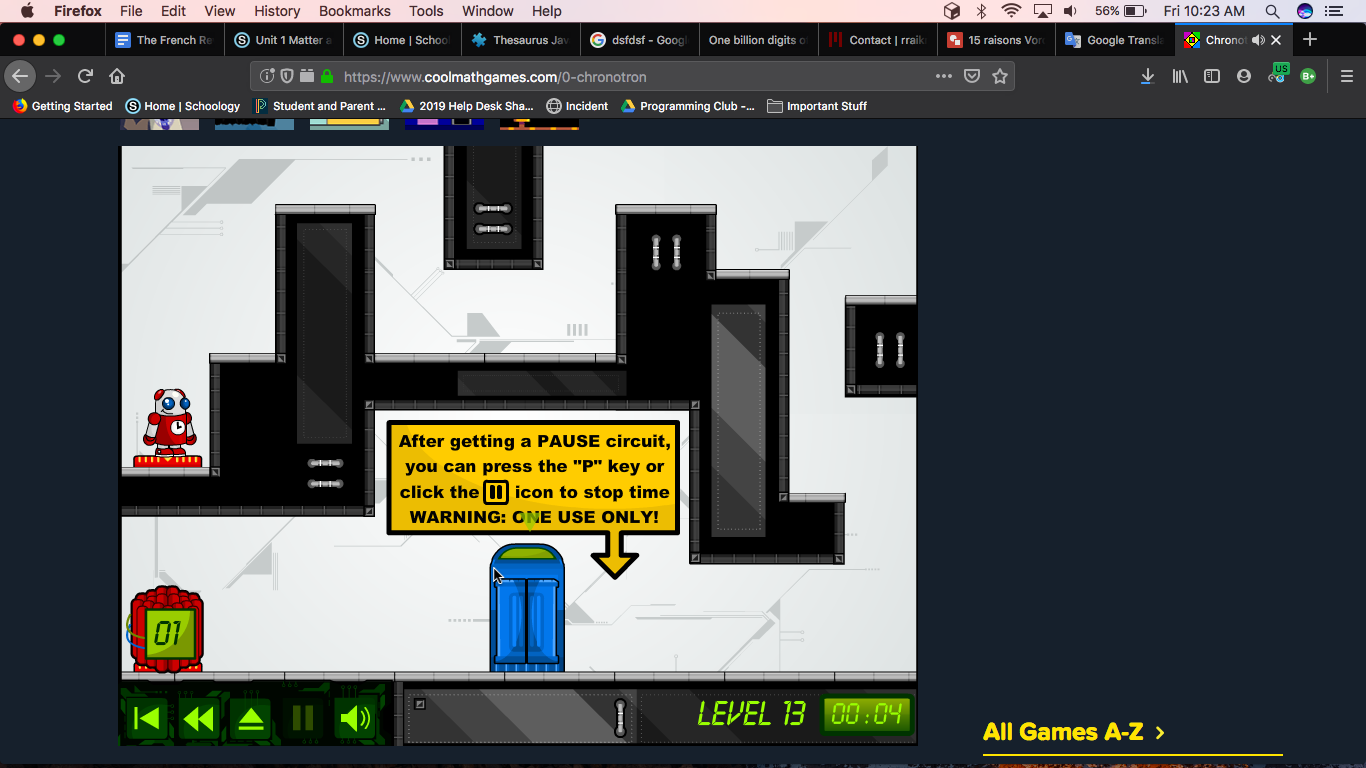 Firefox File Edit View History Bookmarks Tools Window Help 56% Fri 10:23 AM
The French Re Unit 1 Matter a Home | School Thesaurus Jav dsfdsf - Googl One billion digits o Contact | rraik 15 raisons Vor Google Transla Chronot
https://www.coolmathgames.com/0-chronotron US B+
Getting Started Home | Schoology Student and Parent ... 2019 Help Desk Sha... Incident Programming Club -... Important Stuff
After getting a PAUSE circuit,
you can press the "P" key or
click the icon to stop time
WARNING: ONE USE ONLY!
01
LEVEL 13 00:04
All Games A-Z >